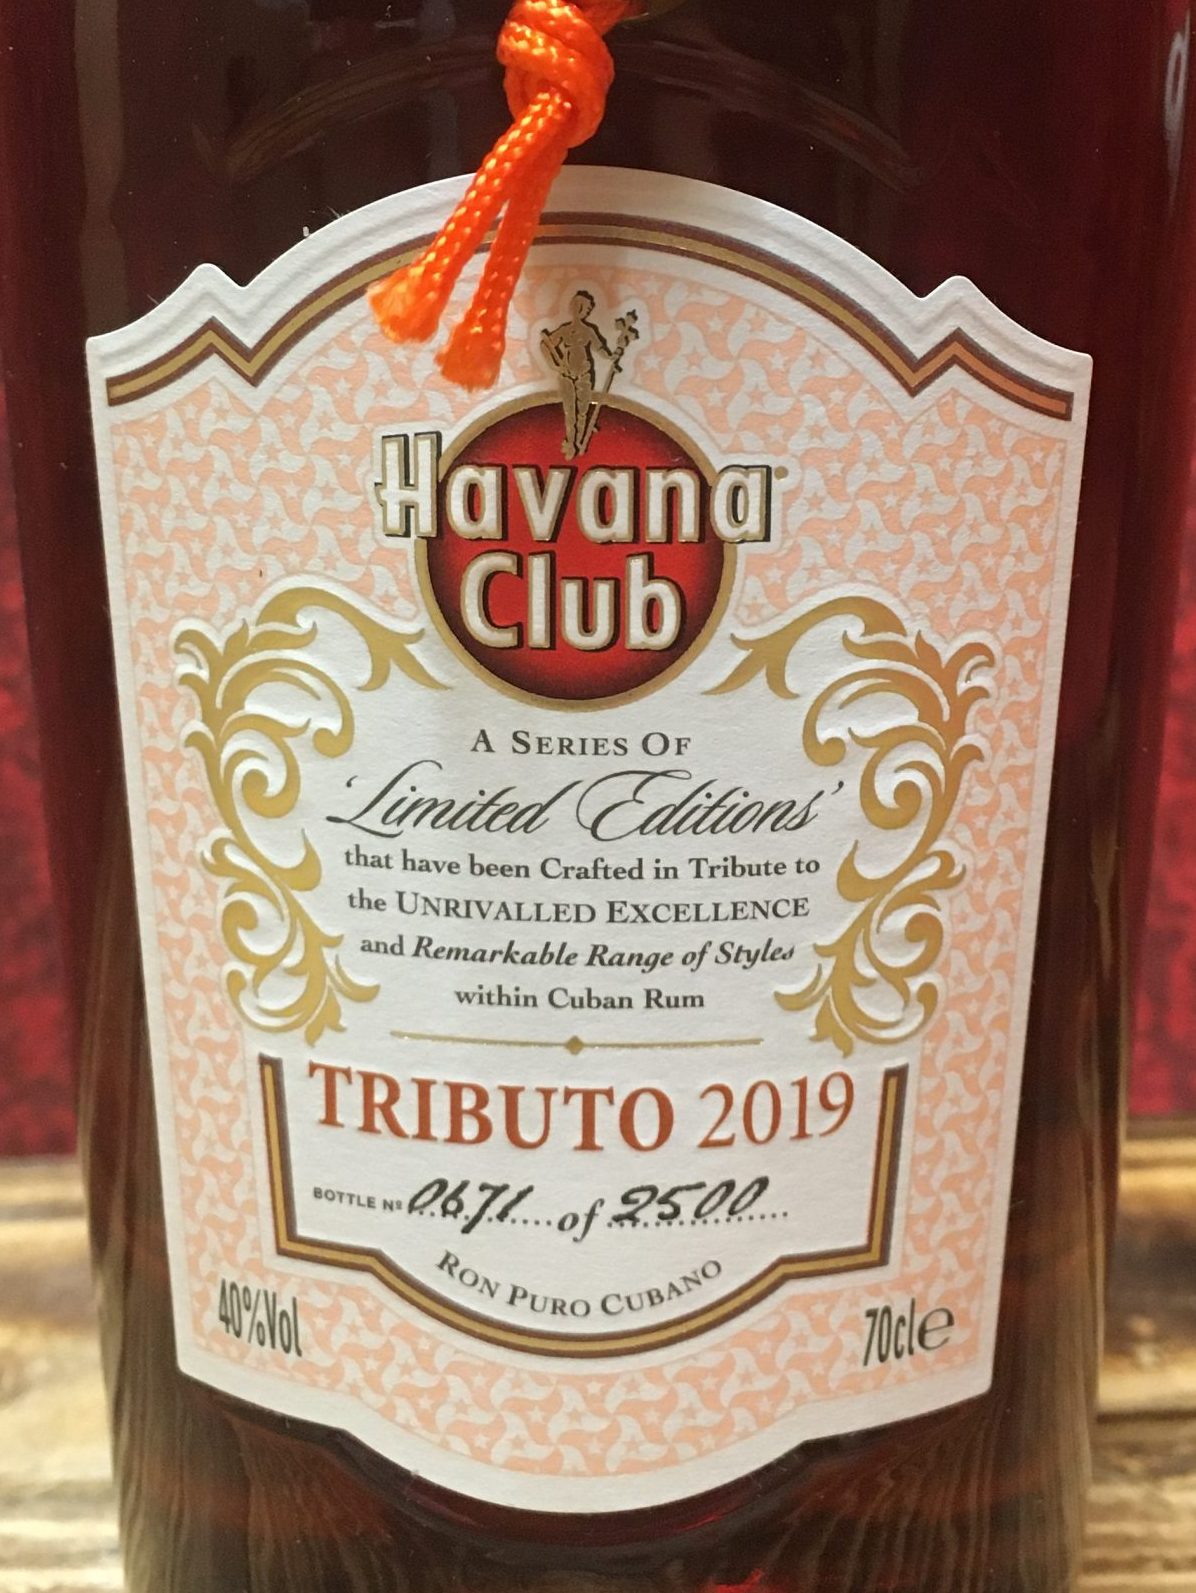 Havana
Club
A SERIES OF
'Limited Editions'
that have been Crafted in Tribute to
the UNRIVALLED EXCELLENCE
and Remarkable Range of Styles
within Cuban Rum
TRIBUTO 2019
BOTTLE Nº 0671 of 2500
RON PURO CUBANO
40%Vol
70cl e